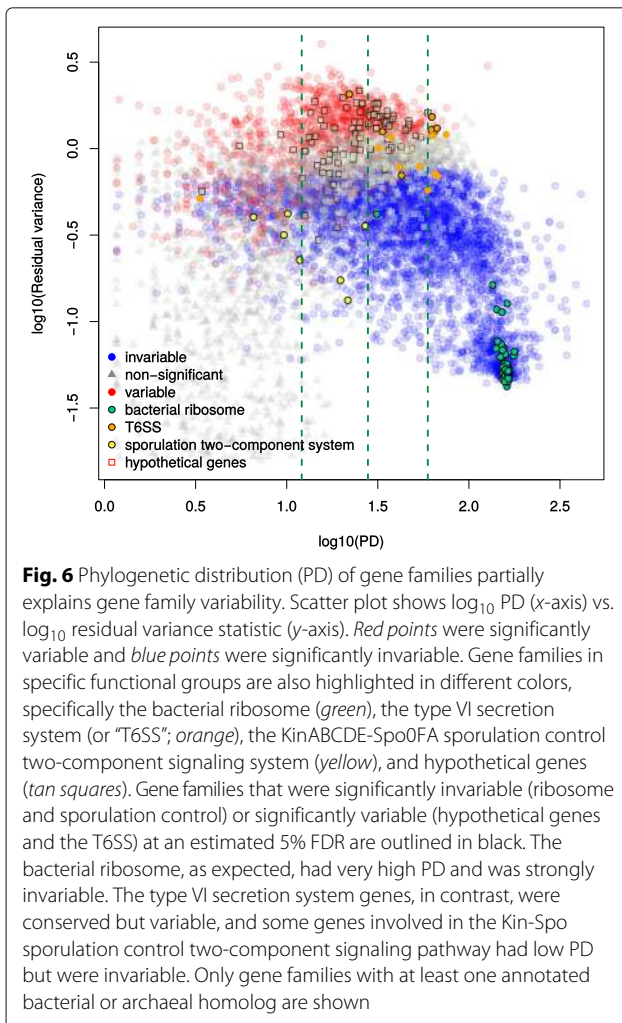 0.5
0.0
−0.5
−1.0
−1.5
log10(Residual variance)
invariable
non−significant
variable
bacterial ribosome
T6SS
sporulation two−component system
hypothetical genes
0.0 0.5 1.0 1.5 2.0 2.5
log10(PD)
Fig. 6 Phylogenetic distribution (PD) of gene families partially
explains gene family variability. Scatter plot shows log10 PD (x-axis) vs.
log10 residual variance statistic (y-axis). Red points were significantly
variable and blue points were significantly invariable. Gene families in
specific functional groups are also highlighted in different colors,
specifically the bacterial ribosome (green), the type VI secretion
system (or “T6SS”; orange), the KinABCDE-Spo0FA sporulation control
two-component signaling system (yellow), and hypothetical genes
(tan squares). Gene families that were significantly invariable (ribosome
and sporulation control) or significantly variable (hypothetical genes
and the T6SS) at an estimated 5% FDR are outlined in black. The
bacterial ribosome, as expected, had very high PD and was strongly
invariable. The type VI secretion system genes, in contrast, were
conserved but variable, and some genes involved in the Kin-Spo
sporulation control two-component signaling pathway had low PD
but were invariable. Only gene families with at least one annotated
bacterial or archaeal homolog are shown